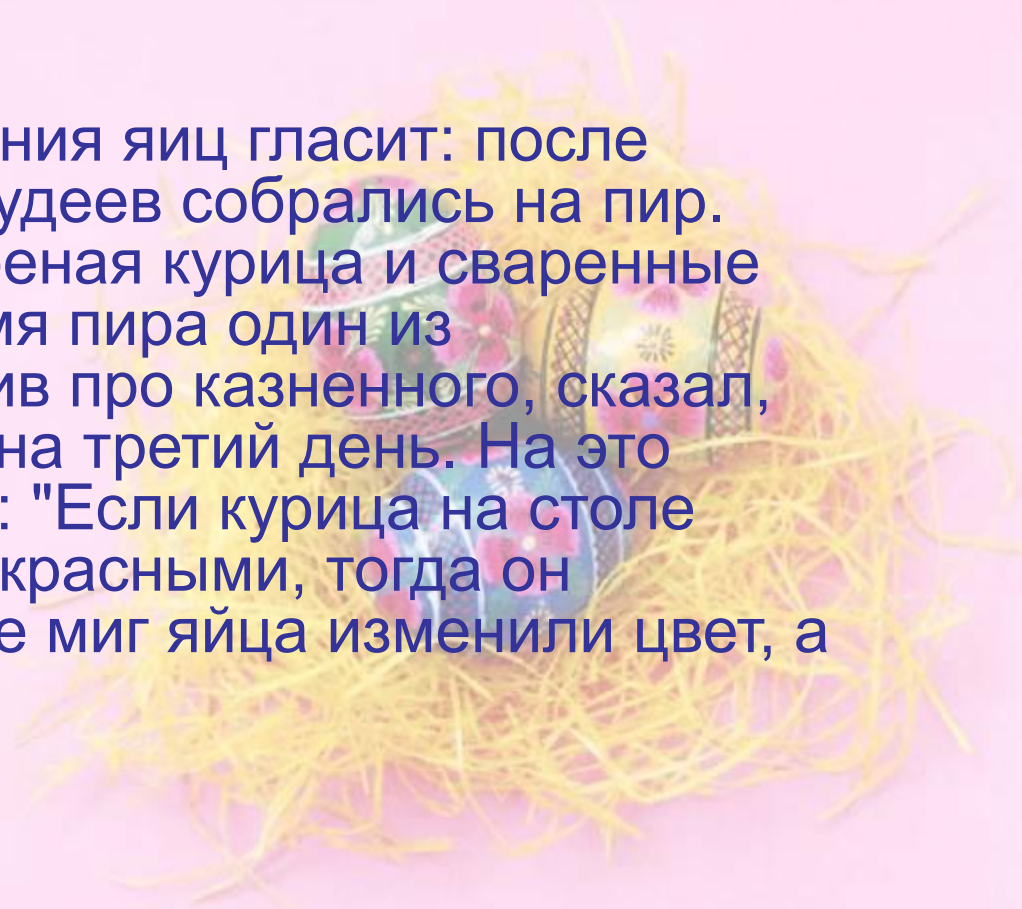 ния яиц гласит: после
удеев собрались на пир.
еная курица и сваренные
мя пира один из
ив про казненного, сказал,
на третий день. На это
: "Если курица на столе
красными, тогда он
е миг яйца изменили цвет, а